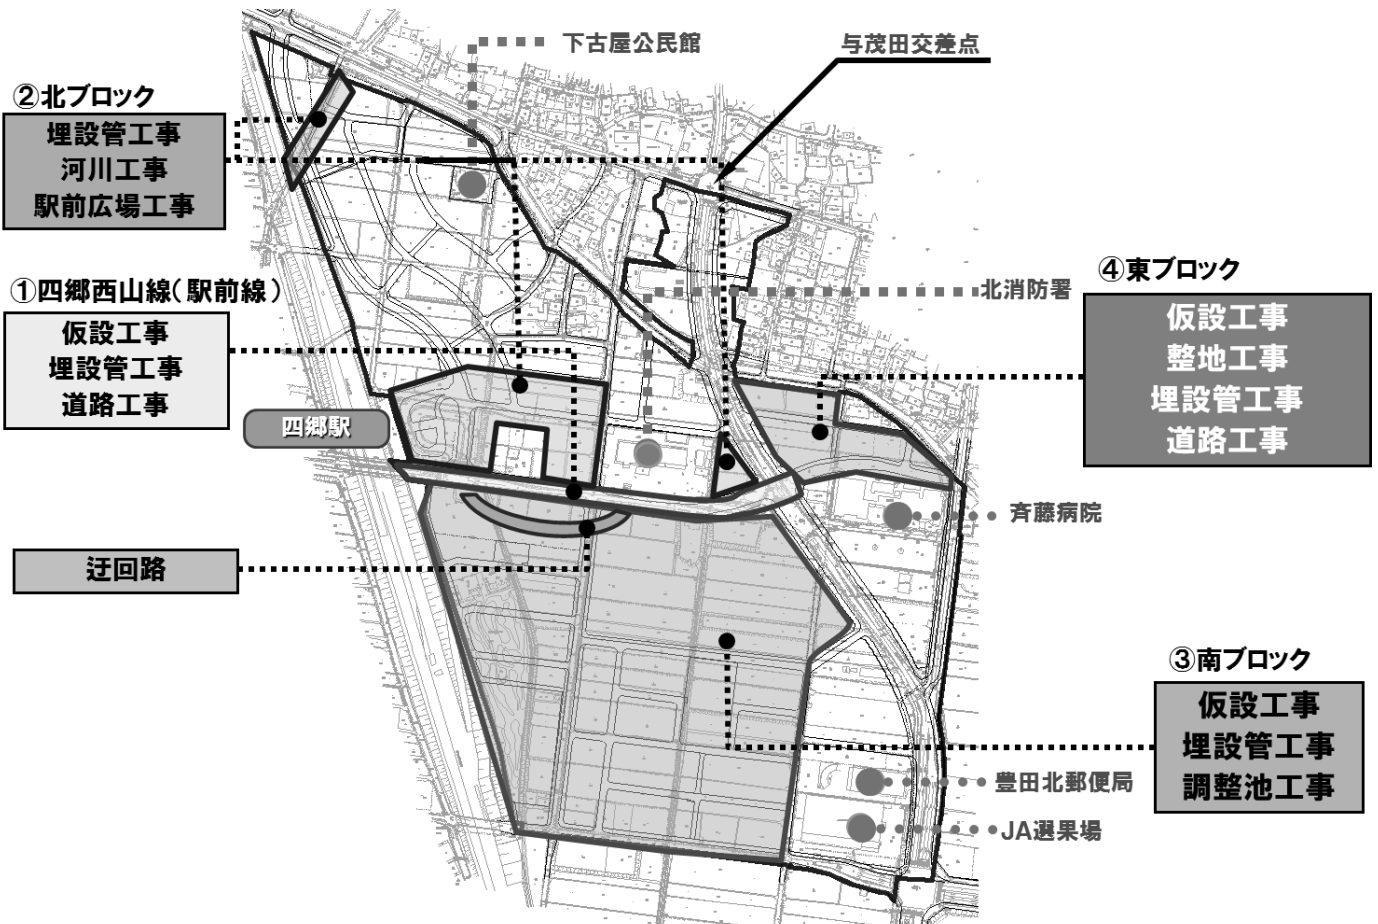 下古屋公民館
与茂田交差点
②北ブロック
埋設管工事
河川工事
駅前広場工事
①四郷西山線(駅前線)
仮設工事
埋設管工事
道路工事
四郷駅
迂回路
北消防署
④東ブロック
仮設工事
整地工事
埋設管工事
道路工事
斉藤病院
③南ブロック
仮設工事
埋設管工事
調整池工事
豊田北郵便局
JA選果場